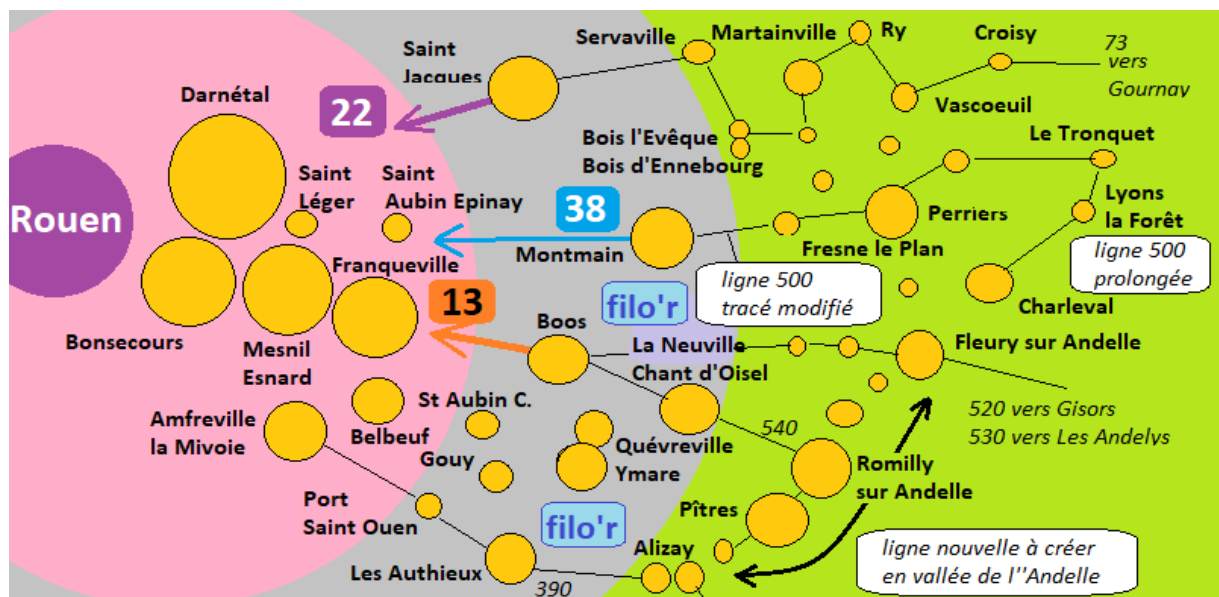 Saint
Jacques
Servaville
Martainville
Ry
Croisy
73
vers
Gournay
Darnétal
22
Vascoeuil
Bois l'Evêque
Bois d'Ennebourg
Le Tronquet
Saint
Léger
Saint
Aubin Epinay
38
Rouen
Montmain
Perriers
Fresne le Plan
Lyons
la Forêt
ligne 500
prolongée
Franqueville
ligne 500
tracé modifié
13
filo'r
Charleval
Bonsecours
Mesnil
Esnard
Boos
La Neuville
Chant d'Oisel
Fleury sur Andelle
Amfreville
la Mivoie
Belbeuf
St Aubin C.
540
520 vers Gisors
530 vers Les Andelys
Gouy
Quévreville
Ymare
Romilly
sur Andelle
Port
Saint Ouen
filo'r
Pîtres
Les Authieux
390
Alizay
ligne nouvelle à créer
en vallée de l''Andelle